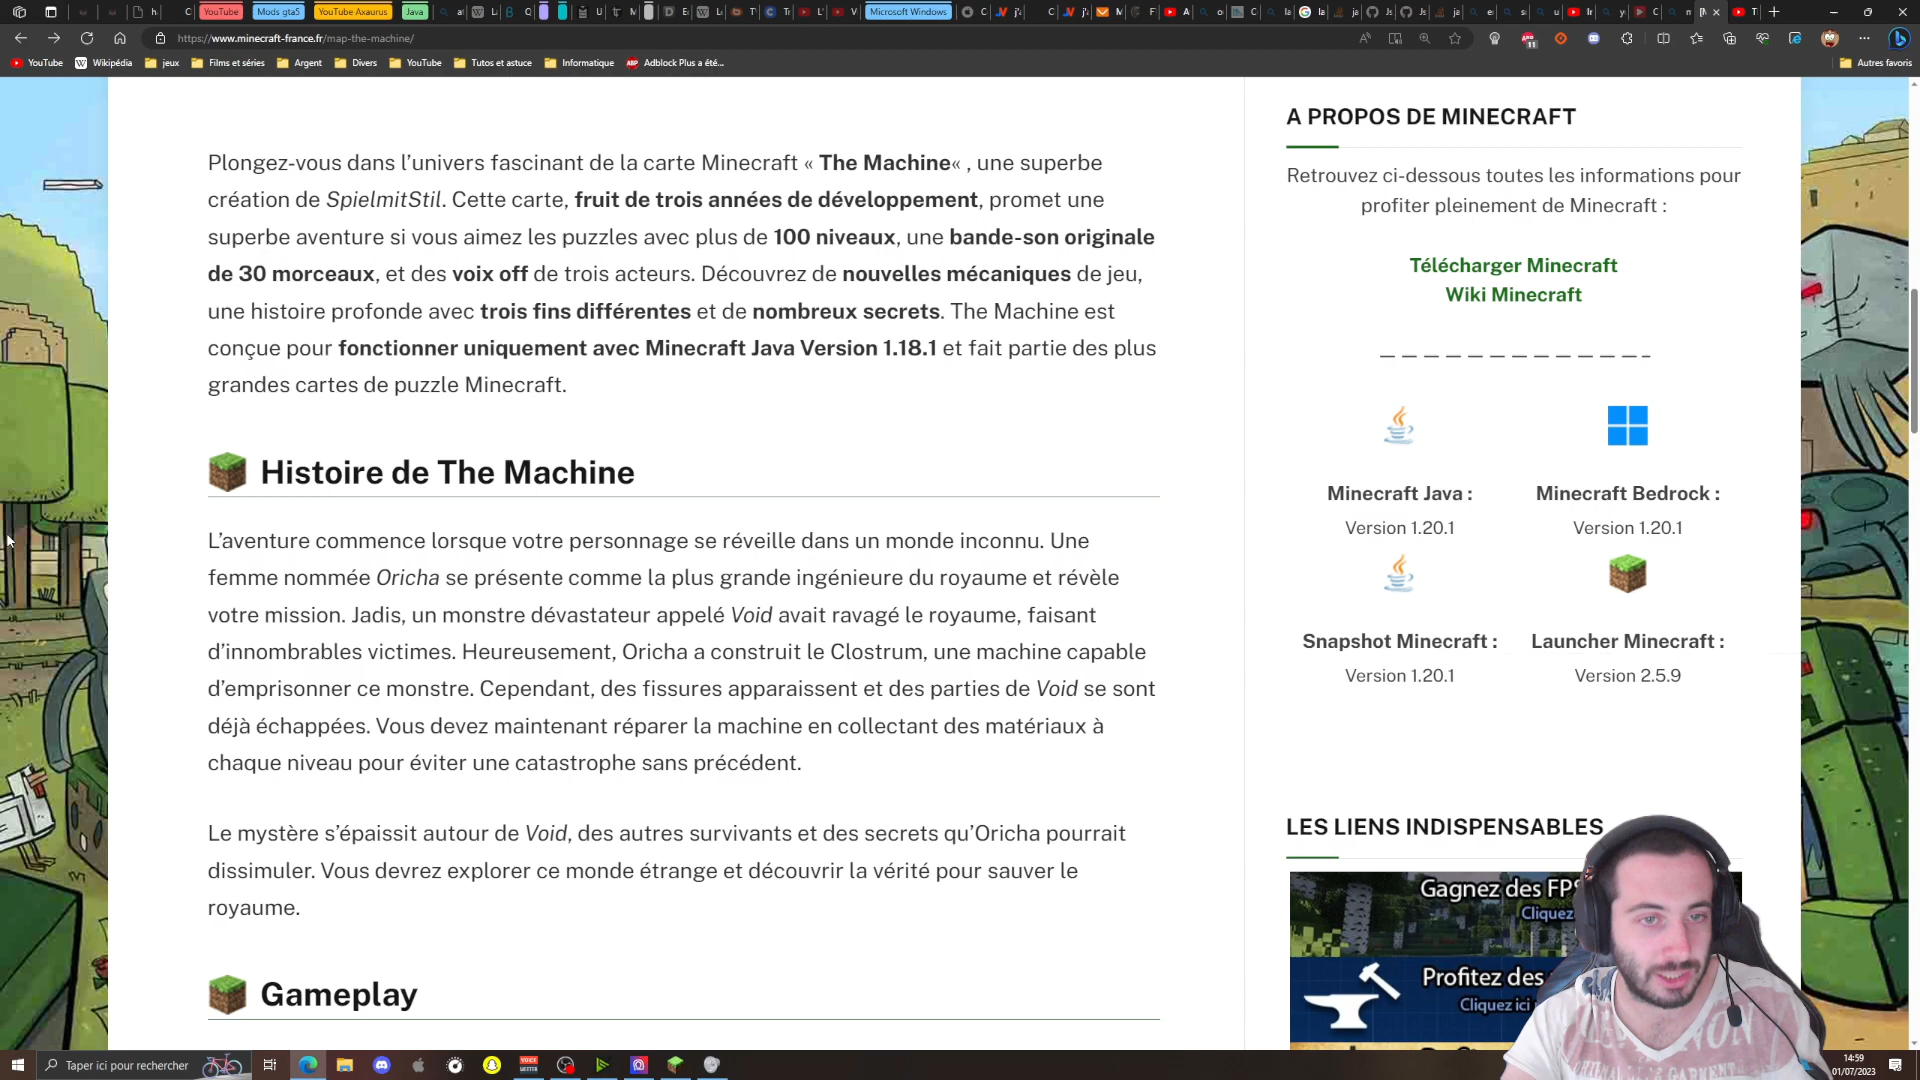 YouTube
Mods gta5
YouTube Axaurus
Java
Microsoft Windows
https://www.minecraft-france.fr/map-the-machine/
11
YouTube
Wikipédia
jeux
Films et séries
Argent
Divers
YouTube
Tutos et astuce
Informatique
ABP
Adblock Plus a été...
Autres favoris
Plongez-vous dans l’univers fascinant de la carte Minecraft « The Machine« , une superbe
création de SpielmitStil. Cette carte, fruit de trois années de développement, promet une
superbe aventure si vous aimez les puzzles avec plus de 100 niveaux, une bande-son originale
de 30 morceaux, et des voix off de trois acteurs. Découvrez de nouvelles mécaniques de jeu,
une histoire profonde avec trois fins différentes et de nombreux secrets. The Machine est
conçue pour fonctionner uniquement avec Minecraft Java Version 1.18.1 et fait partie des plus
grandes cartes de puzzle Minecraft.
Histoire de The Machine
L’aventure commence lorsque votre personnage se réveille dans un monde inconnu. Une
femme nommée Oricha se présente comme la plus grande ingénieure du royaume et révèle
votre mission. Jadis, un monstre dévastateur appelé Void avait ravagé le royaume, faisant
d’innombrables victimes. Heureusement, Oricha a construit le Clostrum, une machine capable
d’emprisonner ce monstre. Cependant, des fissures apparaissent et des parties de Void se sont
déjà échappées. Vous devez maintenant réparer la machine en collectant des matériaux à
chaque niveau pour éviter une catastrophe sans précédent.
Le mystère s’épaissit autour de Void, des autres survivants et des secrets qu’Oricha pourrait
dissimuler. Vous devrez explorer ce monde étrange et découvrir la vérité pour sauver le
royaume.
Gameplay
A PROPOS DE MINECRAFT
Retrouvez ci-dessous toutes les informations pour
profiter pleinement de Minecraft :
Télécharger Minecraft
Wiki Minecraft
— — — — — — — — — — — — –
Minecraft Java :
Version 1.20.1
Minecraft Bedrock :
Version 1.20.1
Snapshot Minecraft :
Version 1.20.1
Launcher Minecraft :
Version 2.5.9
LES LIENS INDISPENSABLES
Gagnez des FPS
Cliquez
Profitez des
Cliquez ici
Taper ici pour rechercher
14:59
01/07/2023